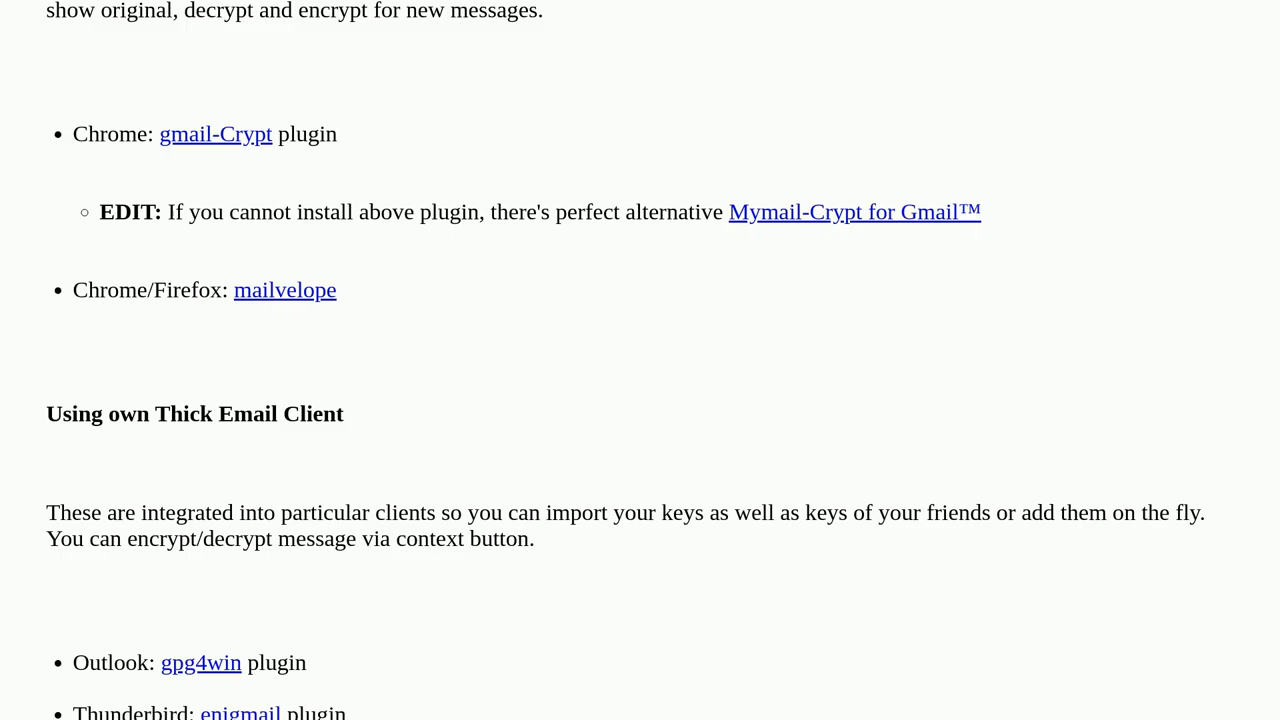 show original, decrypt and encrypt for new messages.
Chrome: gmail-Crypt plugin
EDIT: If you cannot install above plugin, there's perfect alternative Mymail-Crypt for Gmail™
Chrome/Firefox: mailvelope
Using own Thick Email Client
These are integrated into particular clients so you can import your keys as well as keys of your friends or add them on the fly.
You can encrypt/decrypt message via context button.
Outlook: gpg4win plugin
Thunderbird: enigmail plugin